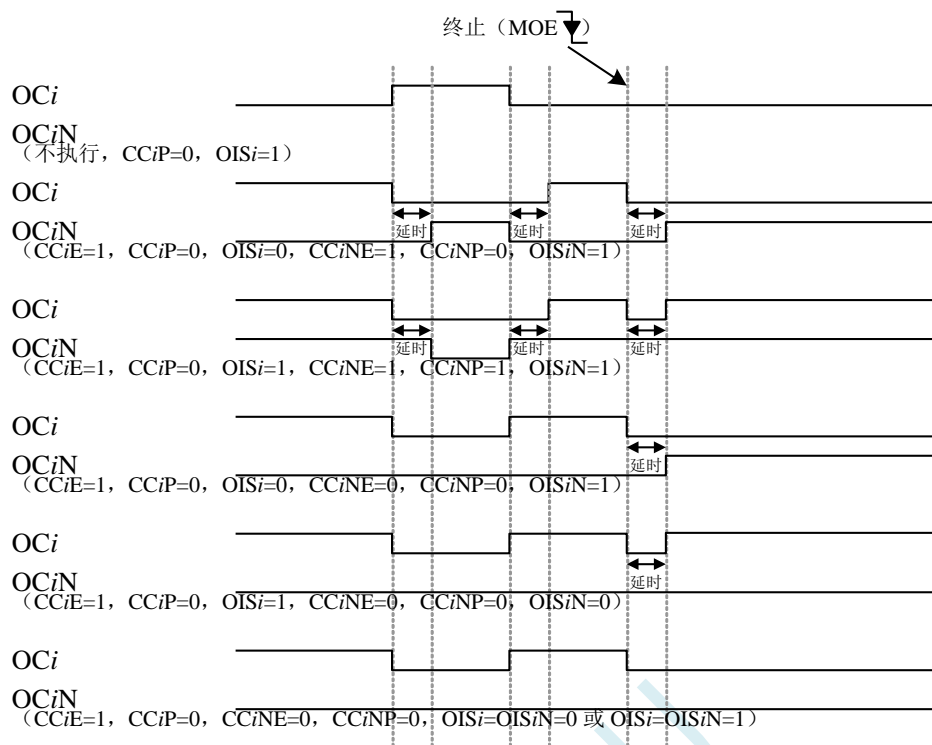 终止（MOE）
OCi
OCiN
（不执行，CCiP=0，OISi=1）
OCi
OCiN
延时 延时 延时
（CCiE=1，CCiP=0，OISi=0，CCiNE=1，CCiNP=0，OISiN=1）
OCi
OCiN
延时 延时 延时
（CCiE=1，CCiP=0，OISi=1，CCiNE=1，CCiNP=1，OISiN=1）
OCi
OCiN
延时
（CCiE=1，CCiP=0，OISi=0，CCiNE=0，CCiNP=0，OISiN=1）
OCi
OCiN
延时
（CCiE=1，CCiP=0，OISi=1，CCiNE=0，CCiNP=0，OISiN=0）
OCi
OCiN
（CCiE=1，CCiP=0，CCiNE=0，CCiNP=0，OISi=OISiN=0 或 OISi=OISiN=1）